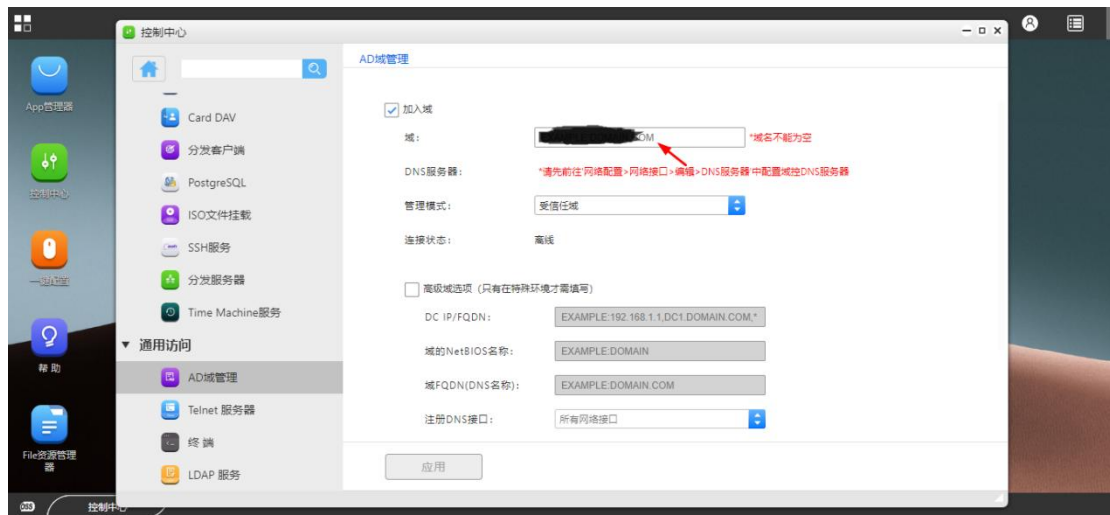 控制中心
AD域管理
App管理器
控制中心
一键配置
帮 助
File资源管理
器
Card DAV
分发客户端
PostgreSQL
ISO文件挂载
SSH服务
分发服务器
Time Machine服务
通用访问
AD域管理
Telnet 服务器
终 端
LDAP 服务
加入域
域：
*域名不能为空
DNS服务器：
*请先前往'网络配置>网络接口>编辑>DNS服务器'中配置域控DNS服务器
管理模式：
受信任域
连接状态：
离线
高级域选项（只有在特殊环境才需填写）
DC IP/FQDN：
EXAMPLE:192.168.1.1,DC1.DOMAIN.COM,*
域的NetBIOS名称：
EXAMPLE:DOMAIN
域FQDN(DNS名称)：
EXAMPLE:DOMAIN.COM
注册DNS接口：
所有网络接口
应用
控制中心